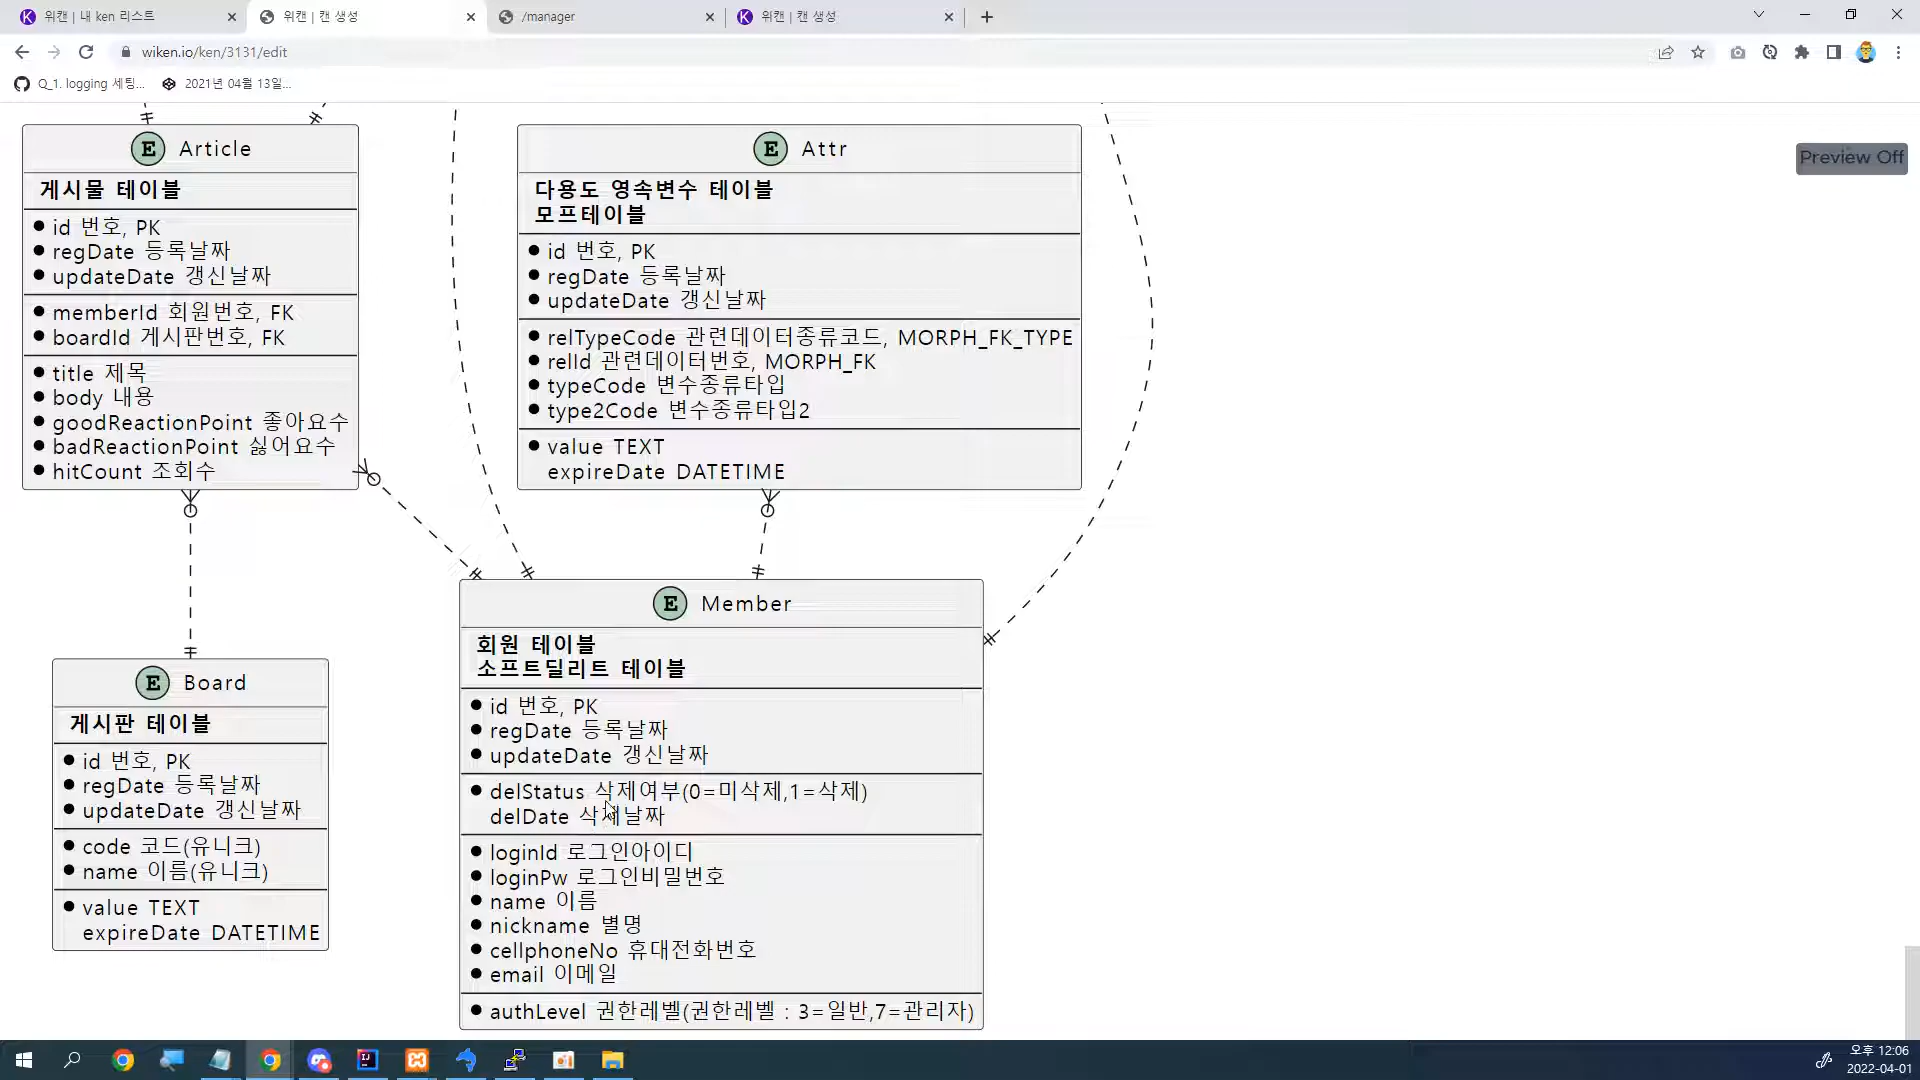 위캔 | 내 ken 리스트
위캔 | 캔 생성
/manager
위캔 | 캔 생성
wiken.io/ken/3131/edit
Q_1. logging 세팅...
2021년 04월 13일...
Preview Off
E Article
게시물 테이블
id 번호, PK
regDate 등록날짜
updateDate 갱신날짜
memberId 회원번호, FK
boardId 게시판번호, FK
title 제목
body 내용
goodReactionPoint 좋아요수
badReactionPoint 싫어요수
hitCount 조회수
E Attr
다용도 영속변수 테이블
모프테이블
id 번호, PK
regDate 등록날짜
updateDate 갱신날짜
relTypeCode 관련데이터종류코드, MORPH_FK_TYPE
relId 관련데이터번호, MORPH_FK
typeCode 변수종류타입
type2Code 변수종류타입2
value TEXT
expireDate DATETIME
E Board
게시판 테이블
id 번호, PK
regDate 등록날짜
updateDate 갱신날짜
code 코드(유니크)
name 이름(유니크)
value TEXT
expireDate DATETIME
E Member
회원 테이블
소프트딜리트 테이블
id 번호, PK
regDate 등록날짜
updateDate 갱신날짜
delStatus 삭제여부(0=미삭제,1=삭제)
delDate 삭제날짜
loginId 로그인아이디
loginPw 로그인비밀번호
name 이름
nickname 별명
cellphoneNo 휴대전화번호
email 이메일
authLevel 권한레벨(권한레벨 : 3=일반,7=관리자)
오후 12:06
2022-04-01